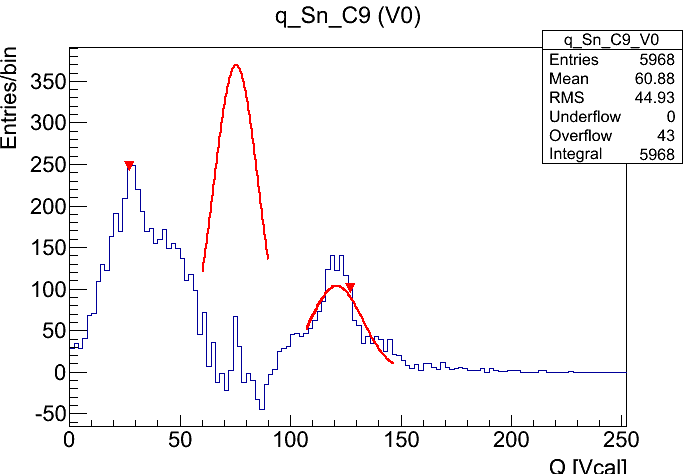 q_Sn_C9 (V0)
q_Sn_C9_V0
Entries 5968
Mean 60.88
RMS 44.93
Underflow 0
Overflow 43
Integral 5968
Entries/bin
350
300
250
200
150
100
50
0
-50
0 50 100 150 200 250
Q [Vcal]